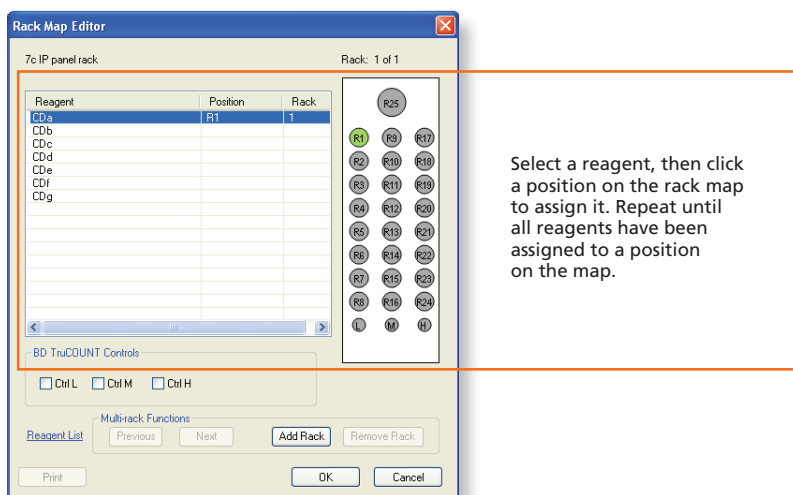 Rack Map Editor
7c IP panel rack
Rack: 1 of 1
Reagent Position Rack
CDa R1 1
CDb
CDc
CDd
CDe
CDf
CDg
R25
R1 R9 R17
R2 R10 R18
R3 R11 R19
R4 R12 R20
R5 R13 R21
R6 R14 R22
R7 R15 R23
R8 R16 R24
L M H
Select a reagent, then click
a position on the rack map
to assign it. Repeat until
all reagents have been
assigned to a position
on the map.
BD TruCOUNT Controls
Ctrl L Ctrl M Ctrl H
Multi-rack Functions
Reagent List Previous Next Add Rack Remove Rack
Print OK Cancel